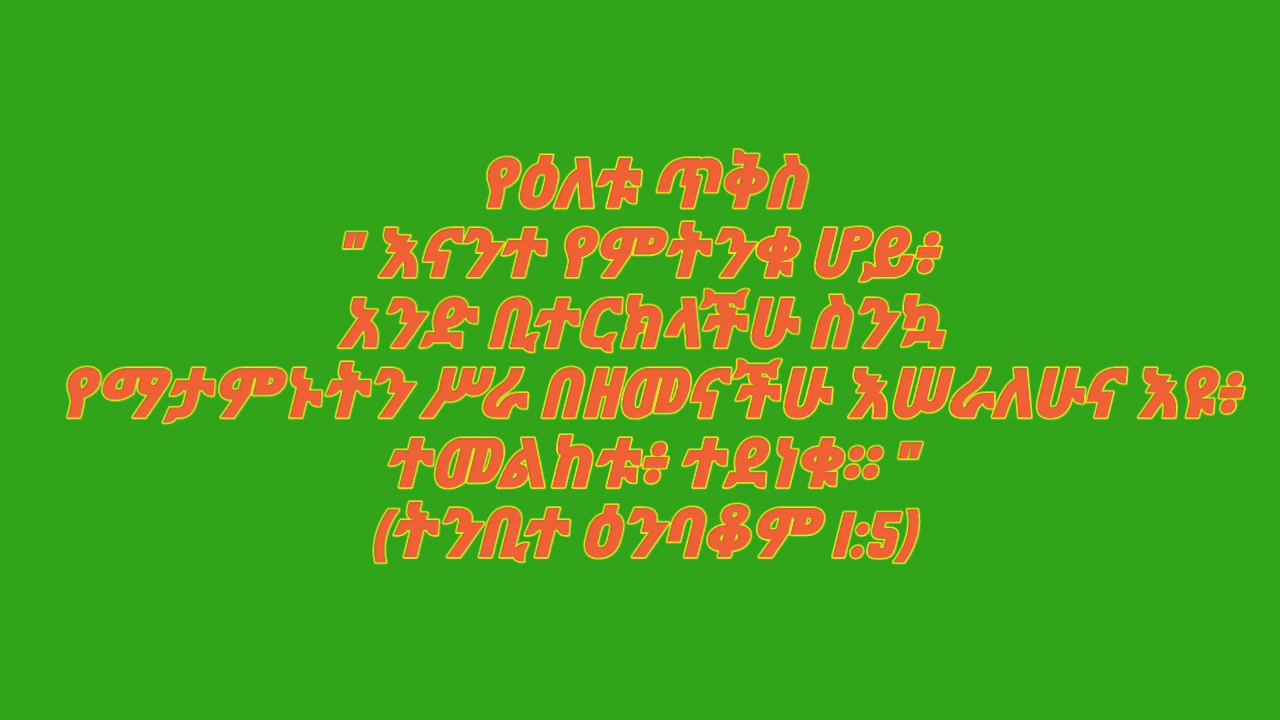 የዕለቱ ጥቅስ
" እናንተ የምትንቁ ሆይ፥
አንድ ቢተርክላችሁ ስንኳ
የማታምኑትን ሥራ በዘመናችሁ እሠራለሁና እዩ፥
ተመልከቱ፥ ተደነቁ። "
(ትንቢተ ዕንባቆም 1:5)